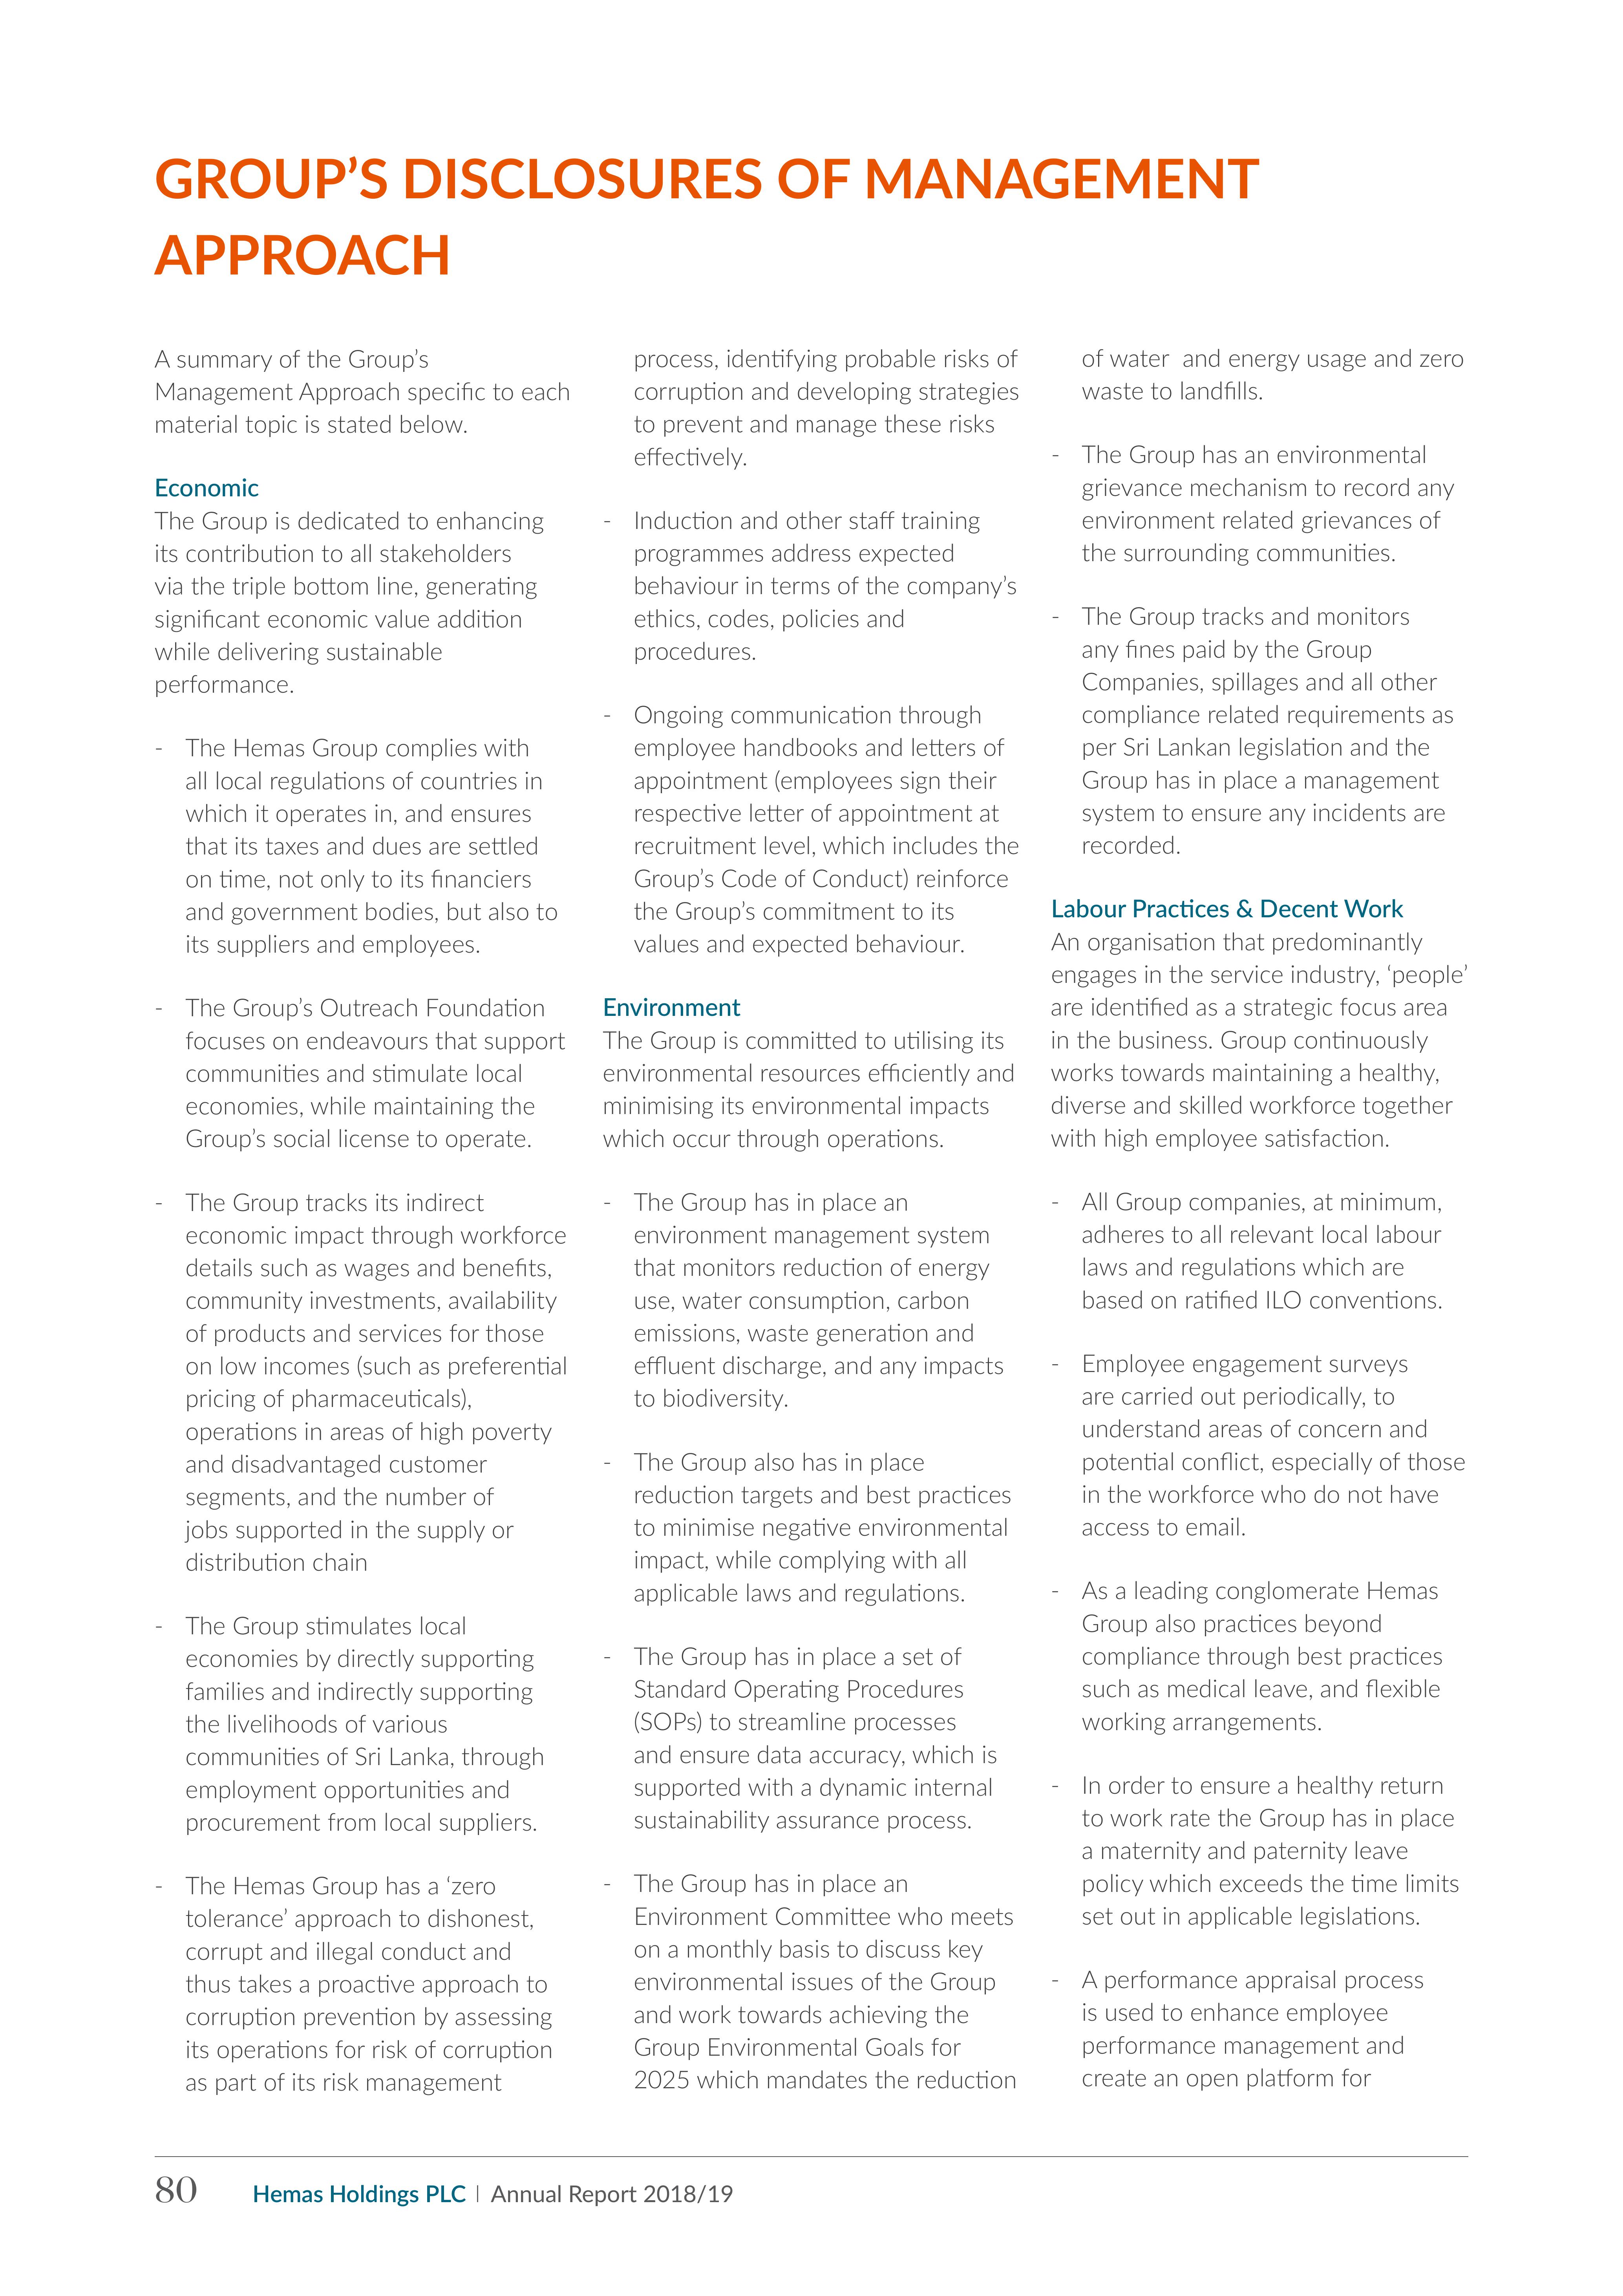 GROUP’S DISCLOSURES OF MANAGEMENT
APPROACH
A summary of the Group’s
Management Approach specific to each
material topic is stated below.
Economic
The Group is dedicated to enhancing
its contribution to all stakeholders
via the triple bottom line, generating
significant economic value addition
while delivering sustainable
performance.
- The Hemas Group complies with
all local regulations of countries in
which it operates in, and ensures
that its taxes and dues are settled
on time, not only to its financiers
and government bodies, but also to
its suppliers and employees.
- The Group’s Outreach Foundation
focuses on endeavours that support
communities and stimulate local
economies, while maintaining the
Group’s social license to operate.
- The Group tracks its indirect
economic impact through workforce
details such as wages and benefits,
community investments, availability
of products and services for those
on low incomes (such as preferential
pricing of pharmaceuticals),
operations in areas of high poverty
and disadvantaged customer
segments, and the number of
jobs supported in the supply or
distribution chain
- The Group stimulates local
economies by directly supporting
families and indirectly supporting
the livelihoods of various
communities of Sri Lanka, through
employment opportunities and
procurement from local suppliers.
- The Hemas Group has a ‘zero
tolerance’ approach to dishonest,
corrupt and illegal conduct and
thus takes a proactive approach to
corruption prevention by assessing
its operations for risk of corruption
as part of its risk management
process, identifying probable risks of
corruption and developing strategies
to prevent and manage these risks
effectively.
- Induction and other staff training
programmes address expected
behaviour in terms of the company’s
ethics, codes, policies and
procedures.
- Ongoing communication through
employee handbooks and letters of
appointment (employees sign their
respective letter of appointment at
recruitment level, which includes the
Group’s Code of Conduct) reinforce
the Group’s commitment to its
values and expected behaviour.
Environment
The Group is committed to utilising its
environmental resources efficiently and
minimising its environmental impacts
which occur through operations.
- The Group has in place an
environment management system
that monitors reduction of energy
use, water consumption, carbon
emissions, waste generation and
effluent discharge, and any impacts
to biodiversity.
- The Group also has in place
reduction targets and best practices
to minimise negative environmental
impact, while complying with all
applicable laws and regulations.
- The Group has in place a set of
Standard Operating Procedures
(SOPs) to streamline processes
and ensure data accuracy, which is
supported with a dynamic internal
sustainability assurance process.
- The Group has in place an
Environment Committee who meets
on a monthly basis to discuss key
environmental issues of the Group
and work towards achieving the
Group Environmental Goals for
2025 which mandates the reduction
of water and energy usage and zero
waste to landfills.
- The Group has an environmental
grievance mechanism to record any
environment related grievances of
the surrounding communities.
- The Group tracks and monitors
any fines paid by the Group
Companies, spillages and all other
compliance related requirements as
per Sri Lankan legislation and the
Group has in place a management
system to ensure any incidents are
recorded.
Labour Practices & Decent Work
An organisation that predominantly
engages in the service industry, ‘people’
are identified as a strategic focus area
in the business. Group continuously
works towards maintaining a healthy,
diverse and skilled workforce together
with high employee satisfaction.
- All Group companies, at minimum,
adheres to all relevant local labour
laws and regulations which are
based on ratified ILO conventions.
- Employee engagement surveys
are carried out periodically, to
understand areas of concern and
potential conflict, especially of those
in the workforce who do not have
access to email.
- As a leading conglomerate Hemas
Group also practices beyond
compliance through best practices
such as medical leave, and flexible
working arrangements.
- In order to ensure a healthy return
to work rate the Group has in place
a maternity and paternity leave
policy which exceeds the time limits
set out in applicable legislations.
- A performance appraisal process
is used to enhance employee
performance management and
create an open platform for
80 Hemas Holdings PLC | Annual Report 2018/19